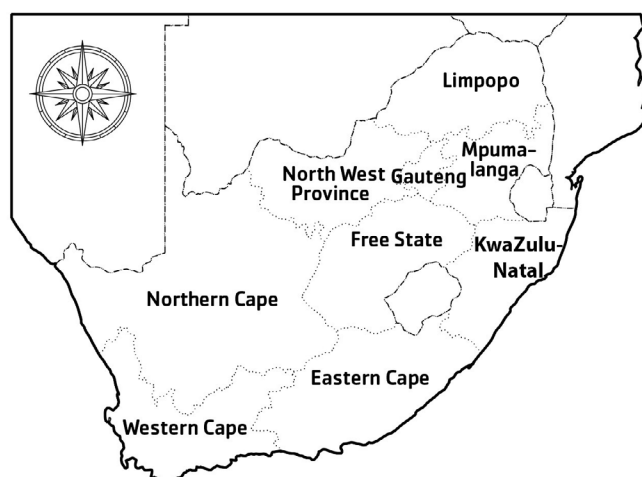 Limpopo
Mpuma-
langa
North West
Province
Gauteng
Free State
KwaZulu-
Natal
Northern Cape
Eastern Cape
Western Cape